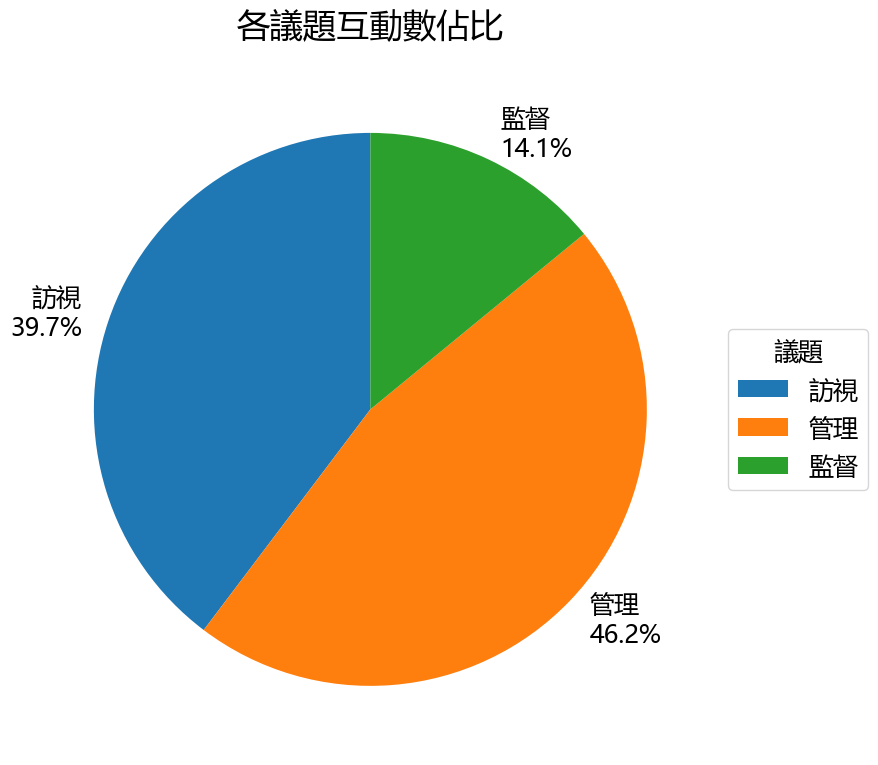 各議題互動數佔比
監督
14.1%
訪視
39.7%
管理
46.2%
議題
訪視
管理
監督